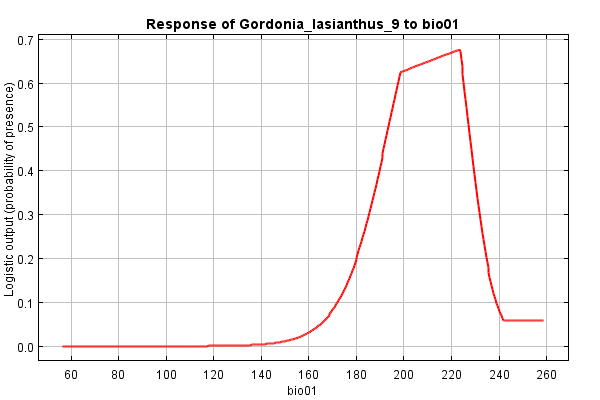 Response of Gordonia_lasianthus_9 to bio01
Logistic output (probability of presence)
0.7
0.6
0.5
0.4
0.3
0.2
0.1
0.0
60 80 100 120 140 160 180 200 220 240 260
bio01